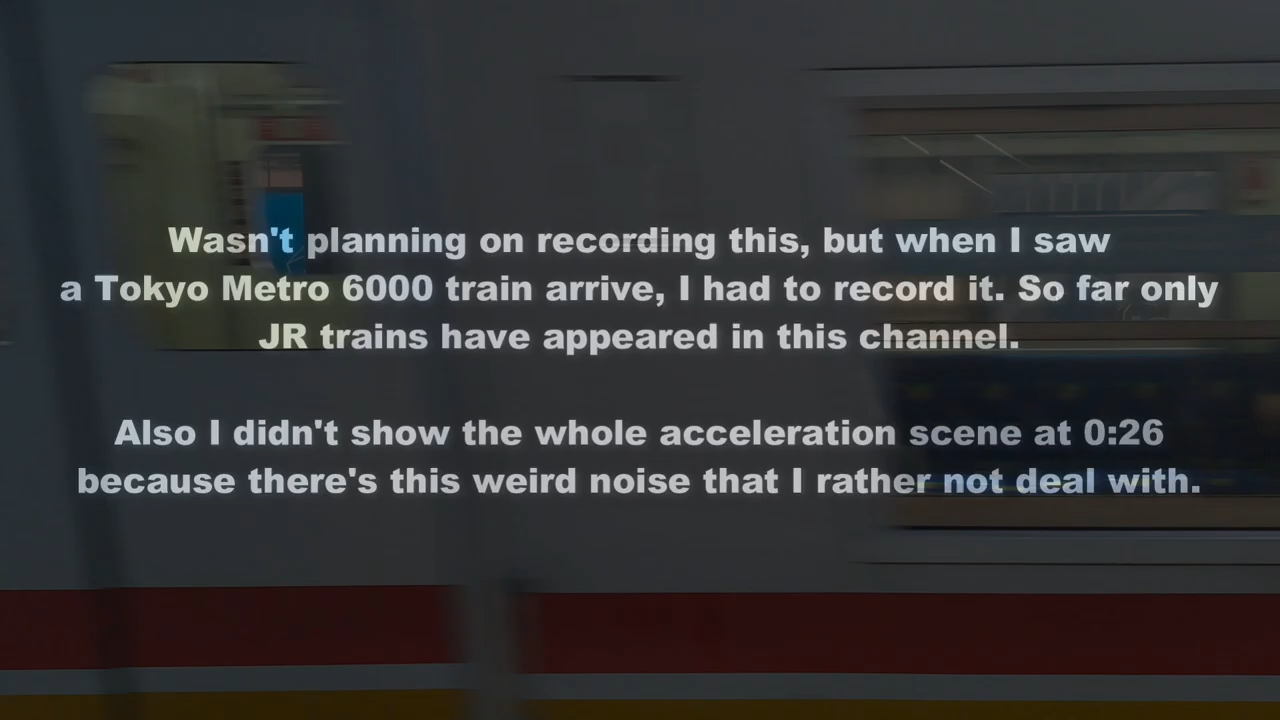 Wasn't planning on recording this, but when I saw
a Tokyo Metro 6000 train arrive, I had to record it. So far only
JR trains have appeared in this channel.
Also I didn't show the whole acceleration scene at 0:26
because there's this weird noise that I rather not deal with.